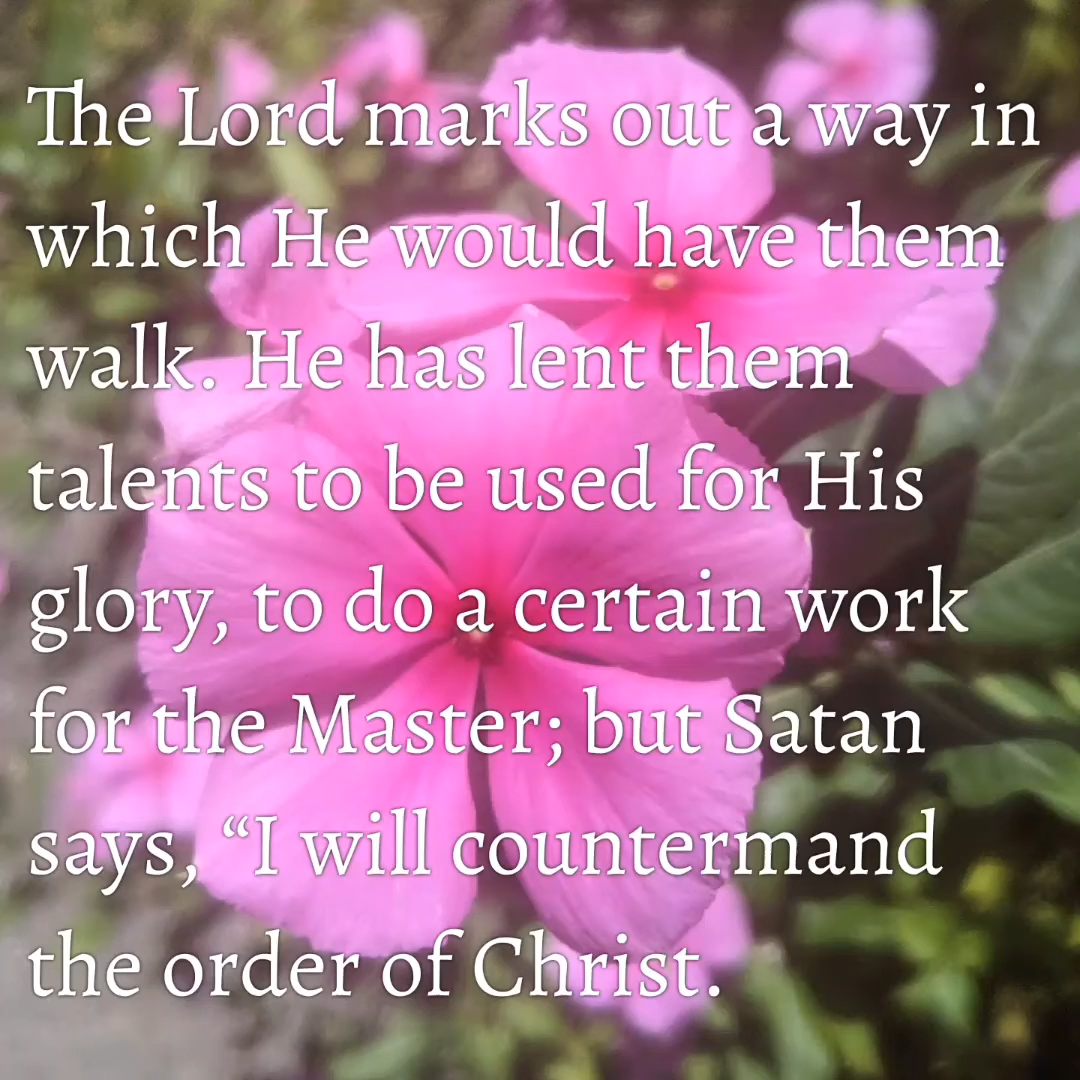 The Lord marks out a way in
which He would have them
walk. He has lent them
talents to be used for His
glory, to do a certain work
for the Master; but Satan
says, “I will countermand
the order of Christ.